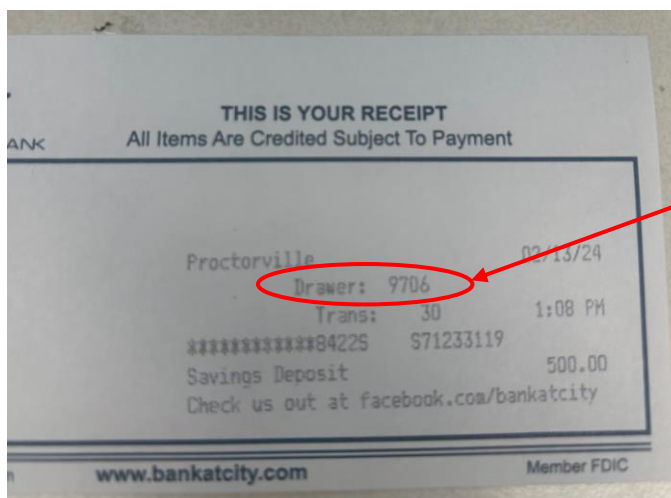 THIS IS YOUR RECEIPT
ANK All Items Are Credited Subject To Payment
Proctorville 02/13/24
Drawer: 9706
Trans: 30 1:08 PM
************8422S S71233119
Savings Deposit 500.00
Check us out at facebook.com/bankatcity
www.bankatcity.com Member FDIC